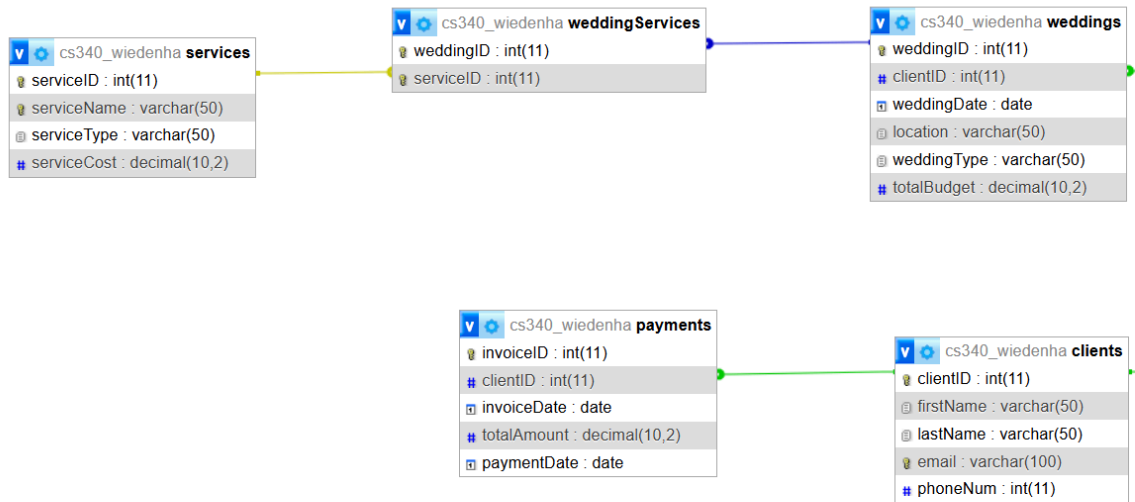 v cs340_wiedenha services
serviceID : int(11)
serviceName : varchar(50)
serviceType : varchar(50)
# serviceCost : decimal(10,2)
v cs340_wiedenha weddingServices
weddingID : int(11)
serviceID : int(11)
v cs340_wiedenha weddings
weddingID : int(11)
# clientID : int(11)
weddingDate : date
location : varchar(50)
weddingType : varchar(50)
# totalBudget : decimal(10,2)
v cs340_wiedenha payments
invoiceID : int(11)
# clientID : int(11)
invoiceDate : date
# totalAmount : decimal(10,2)
paymentDate : date
v cs340_wiedenha clients
clientID : int(11)
firstName : varchar(50)
lastName : varchar(50)
email : varchar(100)
# phoneNum : int(11)